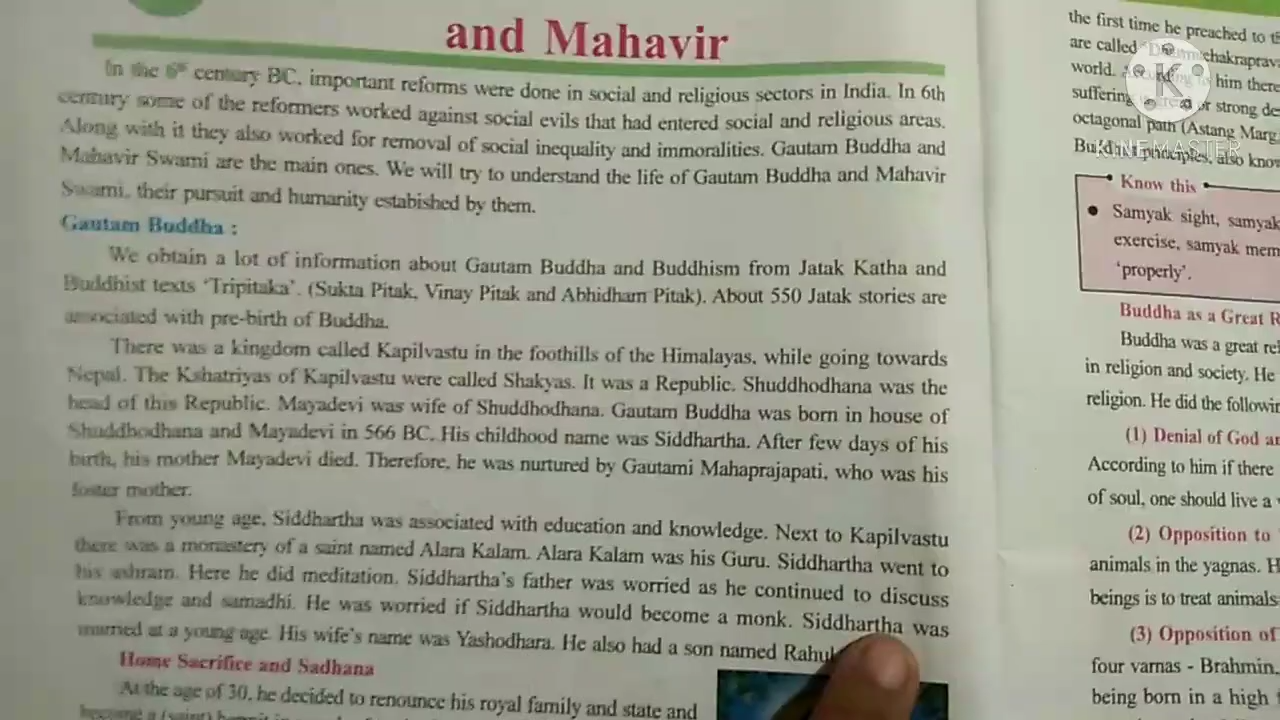 and Mahavir
In the 6th century BC, important reforms were done in social and religious sectors in India. In 6th
century some of the reformers worked against social evils that had entered social and religious areas.
Along with it they also worked for removal of social inequality and immoralities. Gautam Buddha and
Mahavir Swami are the main ones. We will try to understand the life of Gautam Buddha and Mahavir
Swami, their pursuit and humanity estabished by them.
Gautam Buddha :
We obtain a lot of information about Gautam Buddha and Buddhism from Jatak Katha and
Buddhist texts 'Tripitaka'. (Sukta Pitak, Vinay Pitak and Abhidham Pitak). About 550 Jatak stories are
associated with pre-birth of Buddha.
There was a kingdom called Kapilvastu in the foothills of the Himalayas, while going towards
Nepal. The Kshatriyas of Kapilvastu were called Shakyas. It was a Republic. Shuddhodhana was the
head of this Republic. Mayadevi was wife of Shuddhodhana. Gautam Buddha was born in house of
Shuddhodhana and Mayadevi in 566 BC. His childhood name was Siddhartha. After few days of his
birth, his mother Mayadevi died. Therefore, he was nurtured by Gautami Mahaprajapati, who was his
foster mother.
From young age, Siddhartha was associated with education and knowledge. Next to Kapilvastu
there was a monastery of a saint named Alara Kalam. Alara Kalam was his Guru. Siddhartha went to
his ashram. Here he did meditation. Siddhartha's father was worried as he continued to discuss
knowledge and samadhi. He was worried if Siddhartha would become a monk. Siddhartha was
married at a young age. His wife's name was Yashodhara. He also had a son named Rahul
Home Sacrifice and Sadhana
At the age of 30, he decided to renounce his royal family and state and
become a (saint)
the first time he preached to
are called
world. him there
suffering or strong
octagonal path (Astang Marg
Buddha principles, also
Know this
Samyak sight, samyak
exercise, samyak
'properly'.
Buddha as a Great
Buddha was a great
in religion and society. He
religion. He did the
(1) Denial of God
According to him if there
of soul, one should live a
(2) Opposition to
animals in the yagnas.
beings is to treat animals
(3) Opposition of
four varnas - Brahmin,
being born in a high
K
KINEMASTER